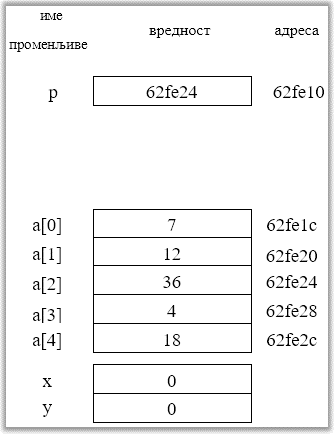 име
променљиве вредност адреса
p 62fe24 62fe10
a[0] 7 62fe1c
a[1] 12 62fe20
a[2] 36 62fe24
a[3] 4 62fe28
a[4] 18 62fe2c
x 0
y 0